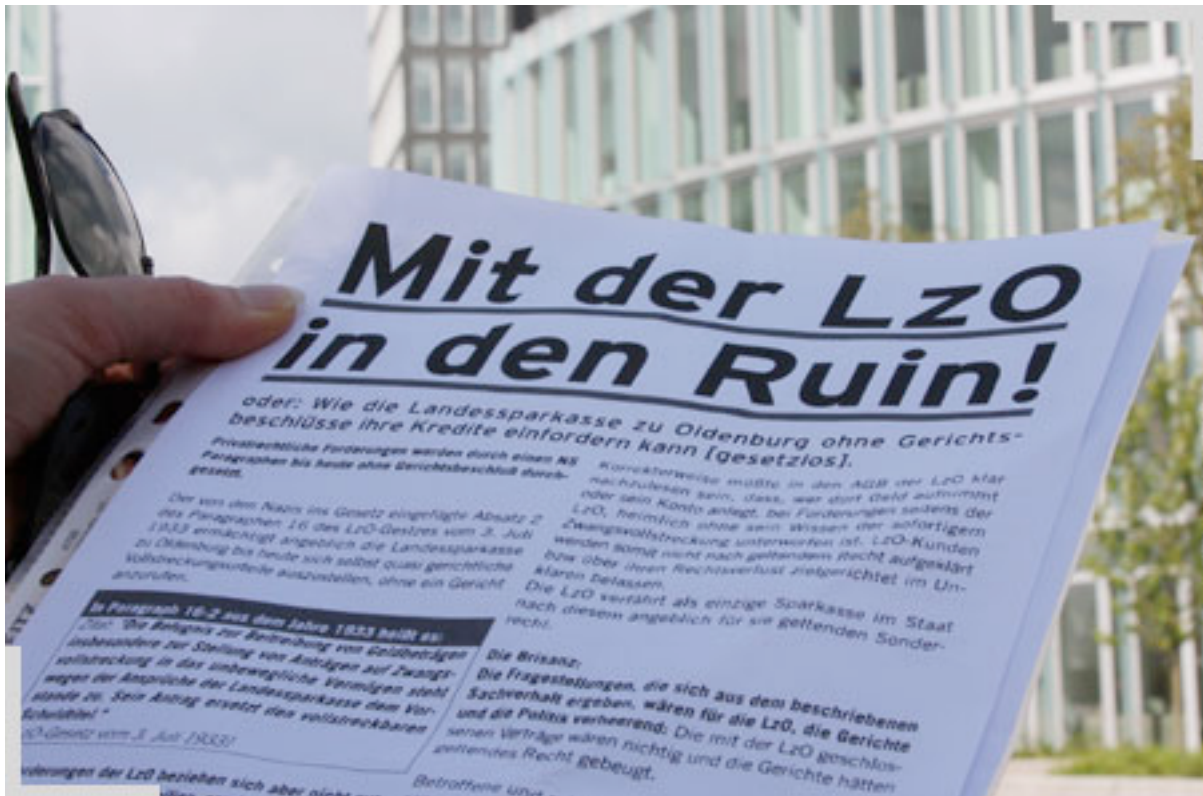 Mit der LzO
in den Ruin!
oder: Wie die Landessparkasse zu Oldenburg ohne Gerichts-
beschlüsse ihre Kredite einfordern kann [gesetzlos].
Privatrechtliche Forderungen werden durch einen NS
Paragraphen bis heute ohne Gerichtsbeschluß durch-
gesetzt.
Der von den Nazis ins Gesetz eingefügte Absatz 2
des Paragraphen 16 des LzO-Gestzes vom 3. Juli
1933 ermächtigt angeblich die Landessparkasse
zu Oldenburg bis heute sich selbst quasi gerichtliche
Vollstreckungsurteile auszustellen, ohne ein Gericht
anzurufen.
In Paragraph 16-2 aus dem Jahre 1933 heißt es:
Zitat: "Die Befugnis zur Beitreibung von Geldbeträgen
insbesondere zur Stellung von Anträgen auf Zwangs-
vollstreckung in das unbewegliche Vermögen steht
wegen der Ansprüche der Landessparkasse dem Vor-
stande zu. Sein Antrag ersetzt den vollstreckbaren
Schuldtitel "
LzO-Gesetz vom 3. Juli 1933!
der LzO beziehen sich aber nicht
Korrekterweise müßte in den AGB der LzO klar
nachzulesen sein, dass, wer dort Geld aufnimmt
oder sein Konto anlegt, bei Forderungen seitens der
LzO, heimlich ohne sein Wissen der sofortigem
Zwangsvollstreckung unterworfen ist. LzO-Kunden
werden somit nicht nach geltendem Recht aufgeklärt
bzw über ihren Rechtsverlust zielgerichtet im Un-
klaren belassen.
Die LzO verfährt als einzige Sparkasse im Staat
nach diesem angeblich für sie geltenden Sonder-
recht.
Die Brisanz:
Die Fragestellungen, die sich aus dem beschriebenen
Sachverhalt ergeben, wären für die LzO, die Gerichte
und die Politik verheerend: Die mit der LzO geschlos-
senen Verträge wären nichtig und die Gerichte hätten
geltendes Recht gebeugt.
Betroffene und